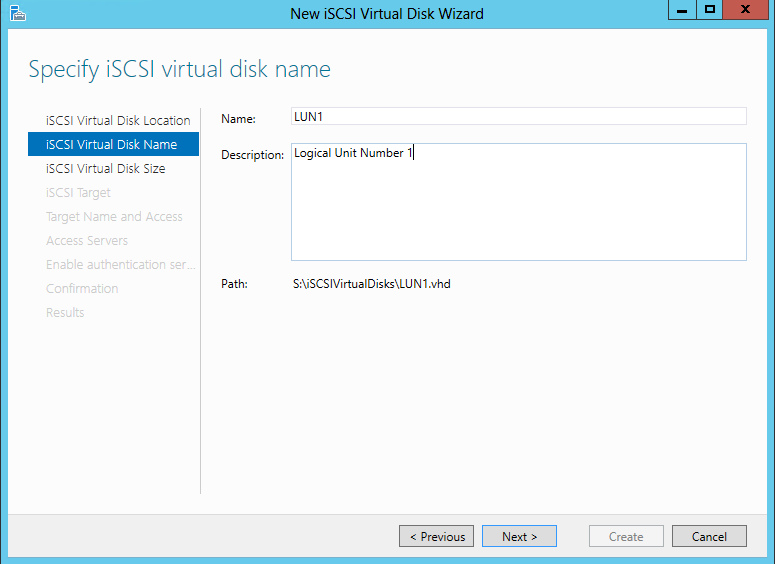 New iSCSI Virtual Disk Wizard
Specify iSCSI virtual disk name
iSCSI Virtual Disk Location
iSCSI Virtual Disk Name
iSCSI Virtual Disk Size
iSCSI Target
Target Name and Access
Access Servers
Enable authentication ser...
Confirmation
Results
Name: LUN1
Description: Logical Unit Number 1
Path: S:\iSCSIVirtualDisks\LUN1.vhd
< Previous Next > Create Cancel